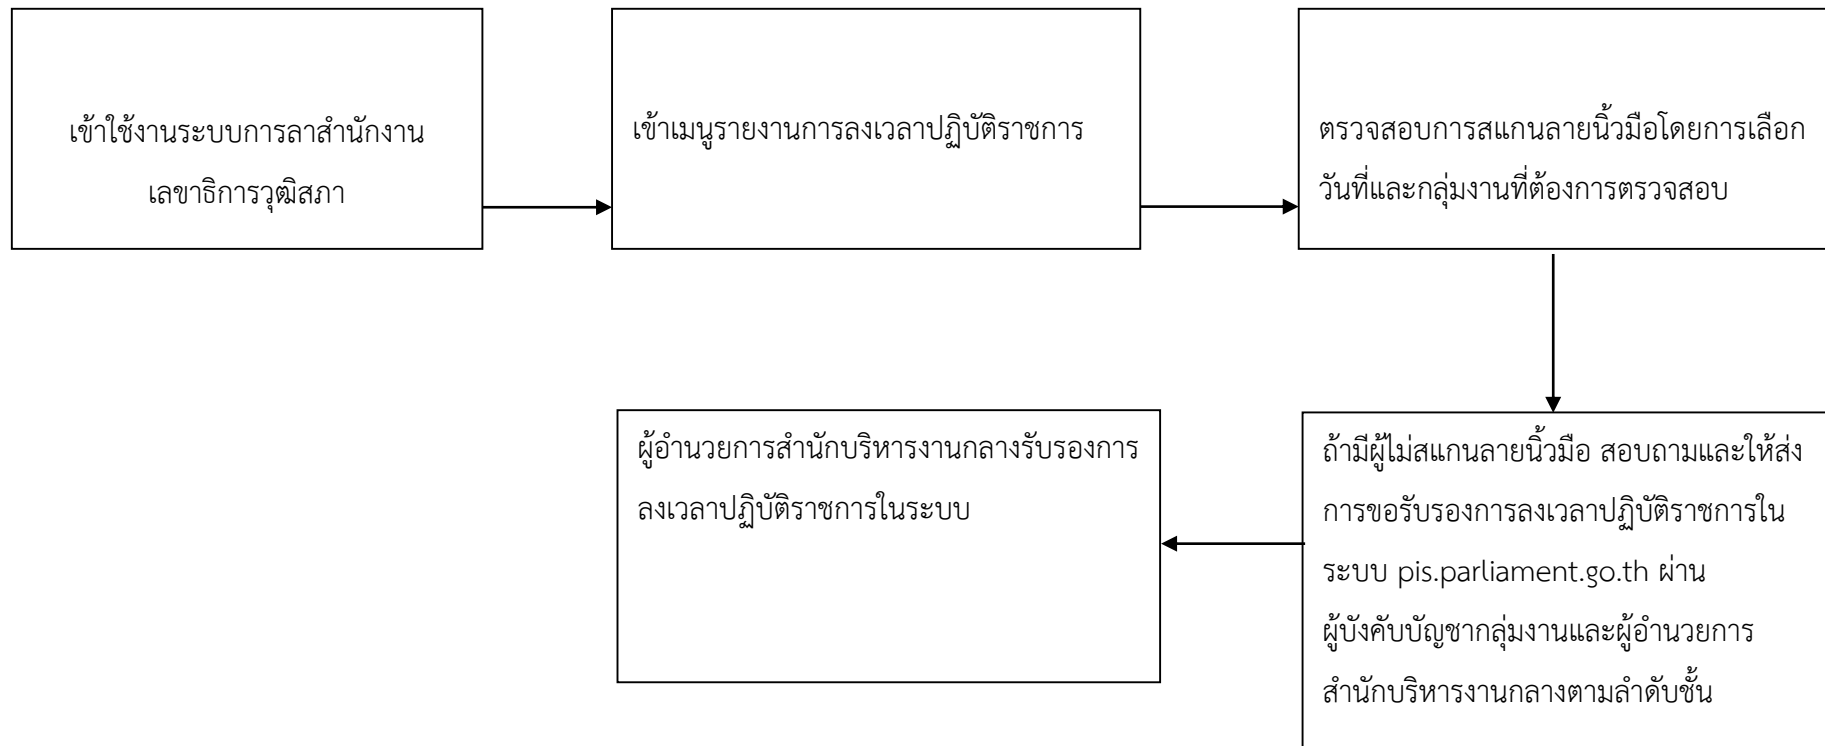 เข้าใช้งานระบบการลาสำนักงาน
เลขาธิการวุฒิสภา
เข้าเมนูรายงานการลงเวลาปฏิบัติราชการ
ตรวจสอบการสแกนลายนิ้วมือโดยการเลือก
วันที่และกลุ่มงานที่ต้องการตรวจสอบ
ถ้ามีผู้ไม่สแกนลายนิ้วมือ สอบถามและให้ส่ง
การขอรับรองการลงเวลาปฏิบัติราชการใน
ระบบ pis.parliament.go.th ผ่าน
ผู้บังคับบัญชากลุ่มงานและผู้อำนวยการ
สำนักบริหารงานกลางตามลำดับชั้น
ผู้อำนวยการสำนักบริหารงานกลางรับรองการ
ลงเวลาปฏิบัติราชการในระบบ